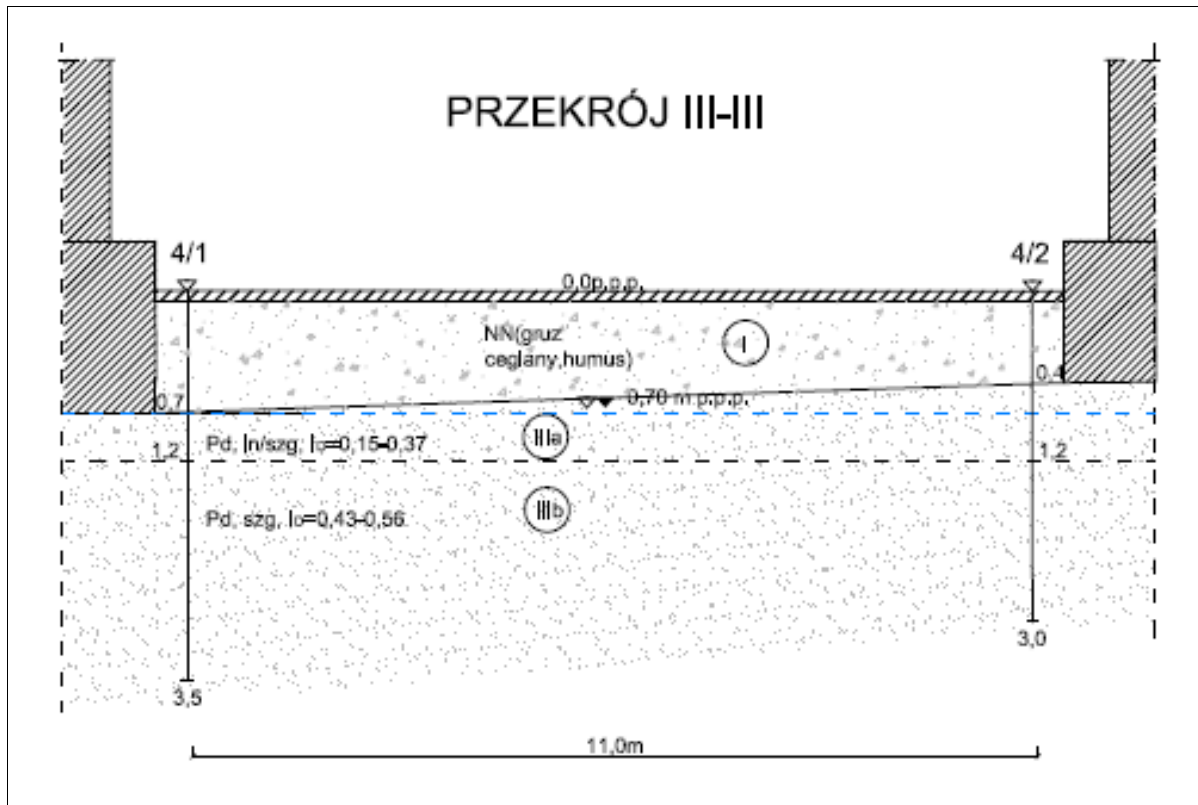 PRZEKRÓJ III-III
4/1
4/2
0,0p.p.p.
NN(gruz
ceglany,humus)
I
0,4
0,7
0,70 m p.p.p.
1,2
Pd, ln/szg, ID=0,15-0,37
IIIa
1,2
Pd, szg, ID=0,43-0,56
IIIb
3,0
3,5
11,0m